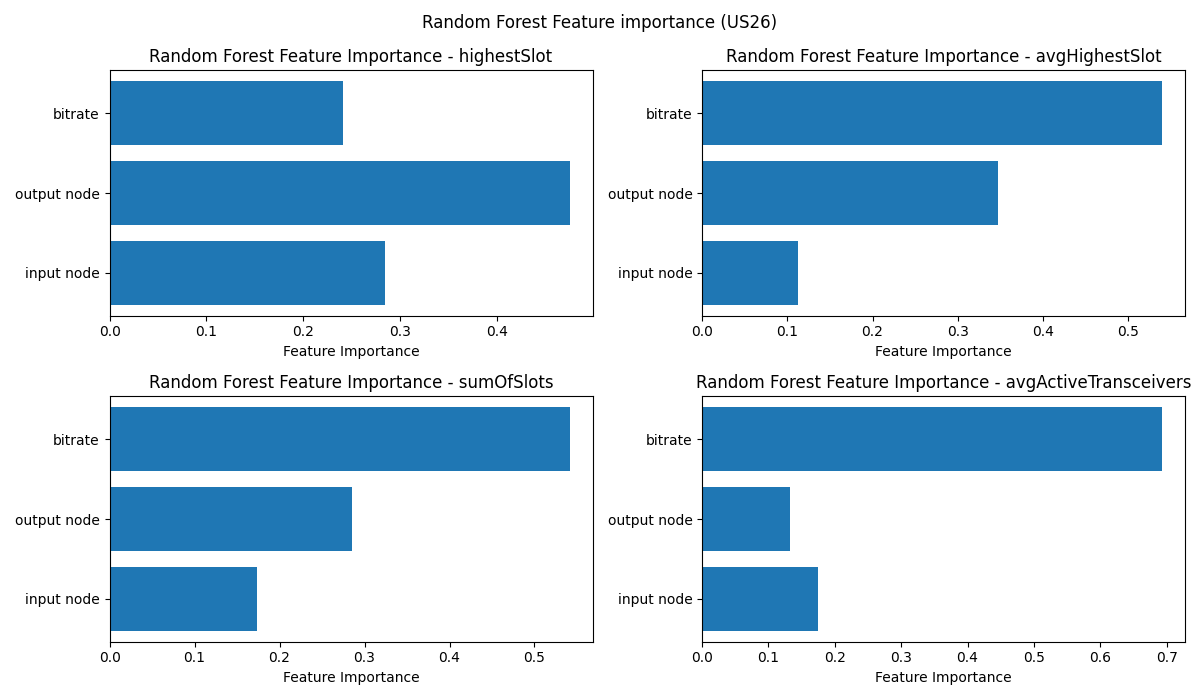 Random Forest Feature importance (US26)
Random Forest Feature Importance - highestSlot
bitrate
output node
input node
0.0 0.1 0.2 0.3 0.4
Feature Importance
Random Forest Feature Importance - avgHighestSlot
bitrate
output node
input node
0.0 0.1 0.2 0.3 0.4 0.5
Feature Importance
Random Forest Feature Importance - sumOfSlots
bitrate
output node
input node
0.0 0.1 0.2 0.3 0.4 0.5
Feature Importance
Random Forest Feature Importance - avgActiveTransceivers
bitrate
output node
input node
0.0 0.1 0.2 0.3 0.4 0.5 0.6 0.7
Feature Importance